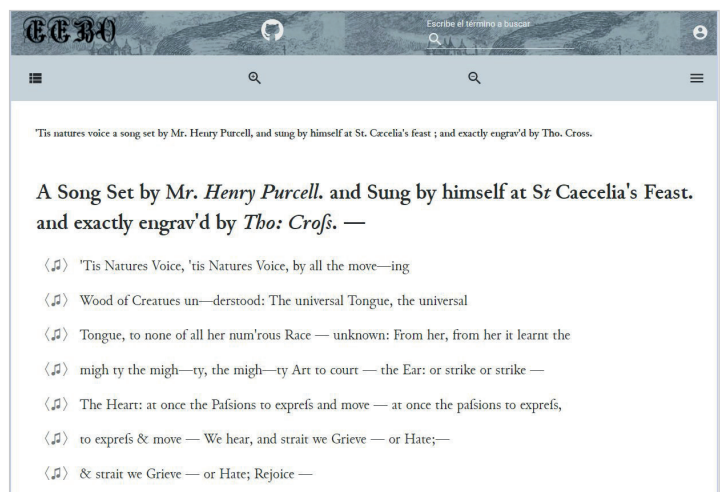 EEBO
Escribe el término a buscar
'Tis natures voice a song set by Mr. Henry Purcell, and sung by himself at St. Cæcelia's feast ; and exactly engrav'd by Tho. Cross.
A Song Set by Mr. Henry Purcell. and Sung by himself at St Caecelia's Feast.
and exactly engrav'd by Tho: Croſs. —
〈♫〉 'Tis Natures Voice, 'tis Natures Voice, by all the move—ing
〈♫〉 Wood of Creatues un—derstood: The universal Tongue, the universal
〈♫〉 Tongue, to none of all her num'rous Race — unknown: From her, from her it learnt the
〈♫〉 migh ty the migh—ty, the migh—ty Art to court — the Ear: or strike or strike —
〈♫〉 The Heart: at once the Paſsions to expreſs and move — at once the paſsions to expreſs,
〈♫〉 to expreſs & move — We hear, and strait we Grieve — or Hate;—
〈♫〉 & strait we Grieve — or Hate; Rejoice —